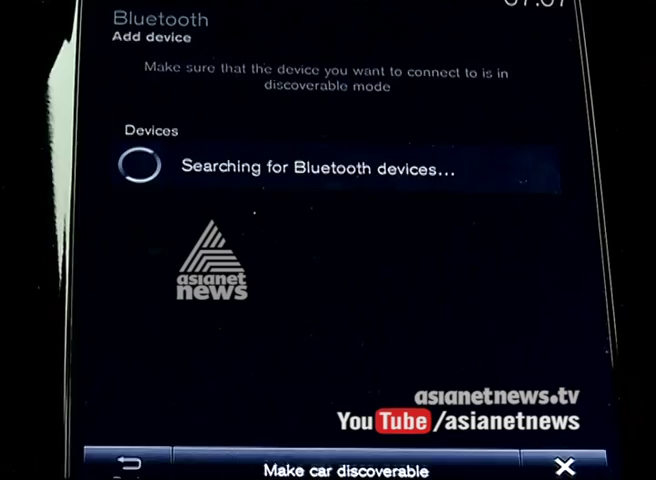 Bluetooth
Add device
Make sure that the device you want to connect to is in
discoverable mode
Devices
Searching for Bluetooth devices...
asianet
news
asianetnews.tv
YouTube/asianetnews
Make car discoverable